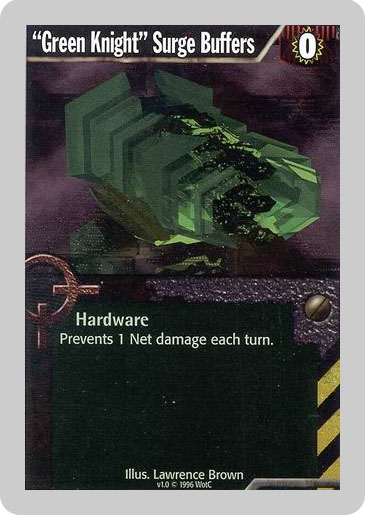 “Green Knight” Surge Buffers
0
Hardware
Prevents 1 Net damage each turn.
Illus. Lawrence Brown
v1.0 © 1996 WotC